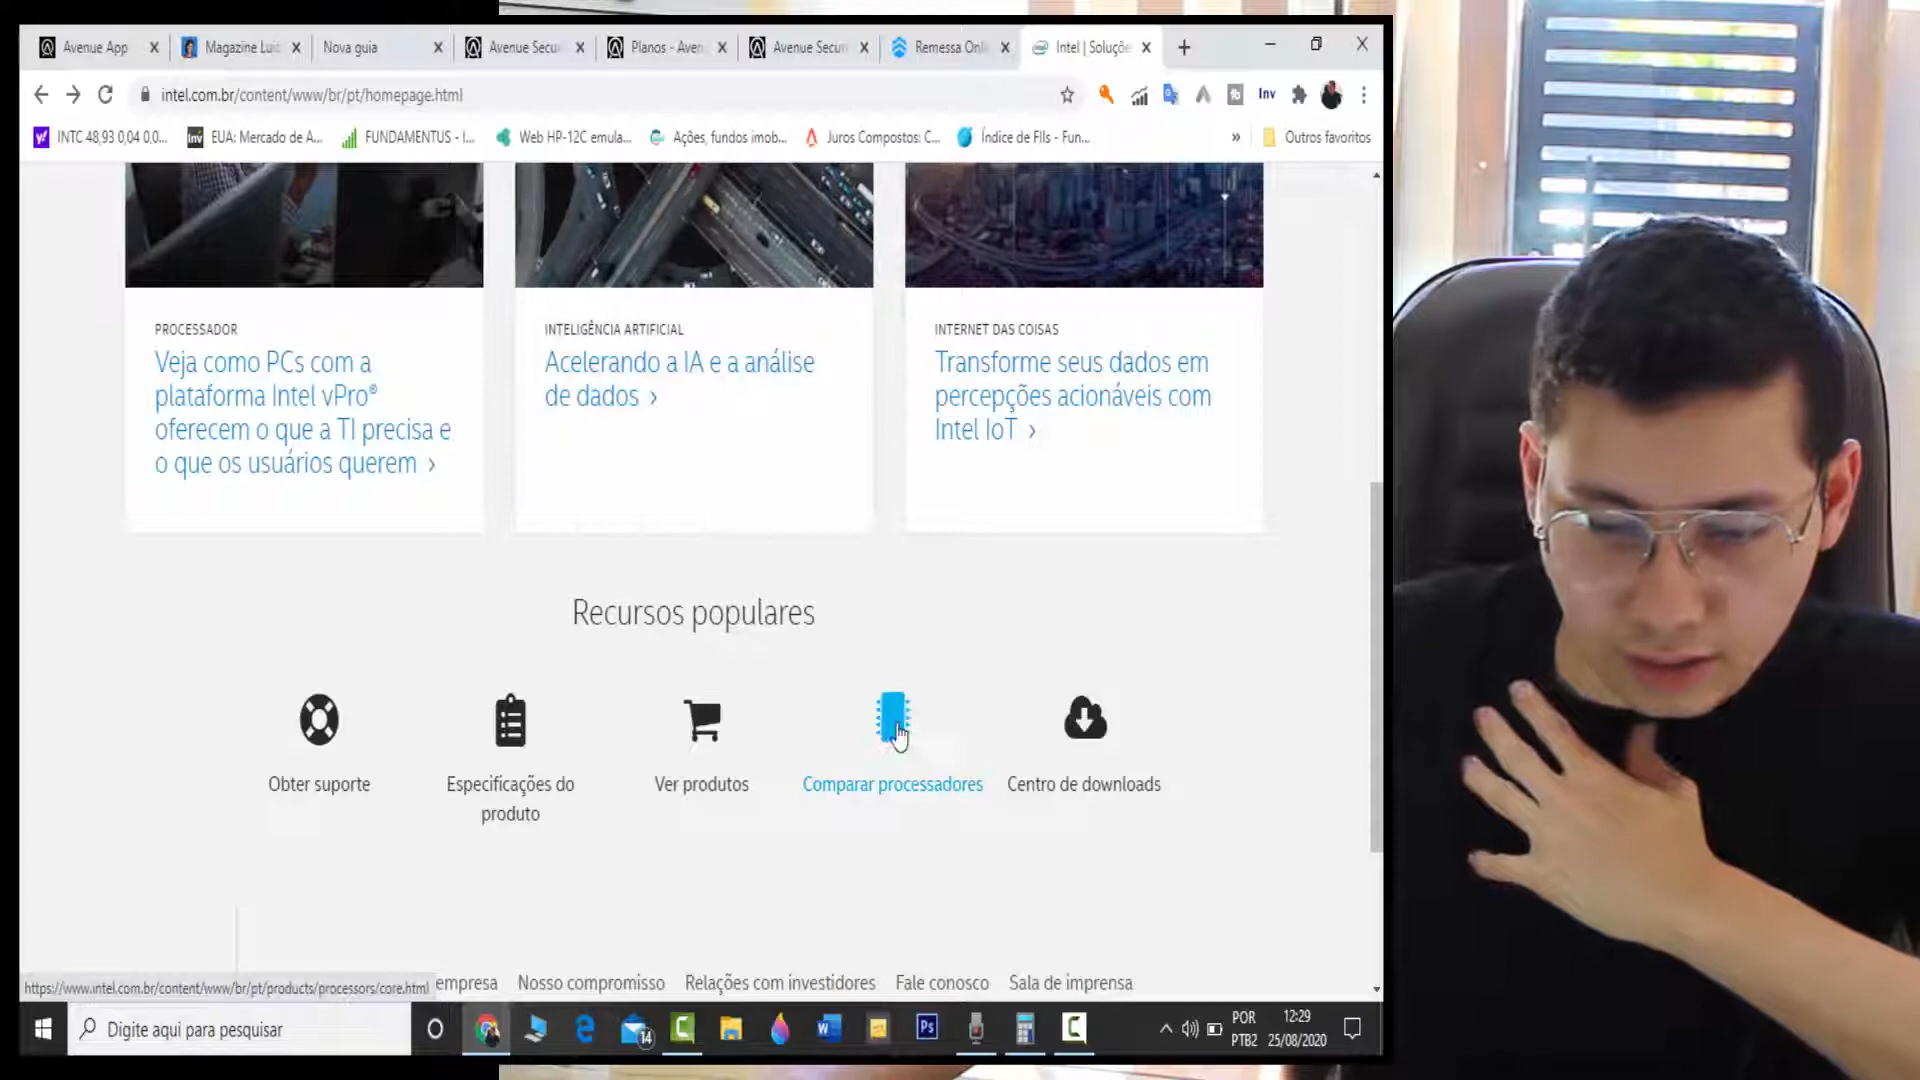 Avenue App
Magazine Luiz
Nova guia
Avenue Secu
Planos - Aven
Avenue Secur
Remessa Onl
Intel | Soluçõe
intel.com.br/content/www/br/pt/homepage.html
Inv
INTC 48,93 0,04 0,0...
EUA: Mercado de A...
FUNDAMENTUS - I...
Web HP-12C emula...
Ações, fundos imob...
Juros Compostos: C...
Índice de FIIs - Fun...
»
Outros favoritos
PROCESSADOR
Veja como PCs com a
plataforma Intel vPro®
oferecem o que a TI precisa e
o que os usuários querem ›
INTELIGÊNCIA ARTIFICIAL
Acelerando a IA e a análise
de dados ›
INTERNET DAS COISAS
Transforme seus dados em
percepções acionáveis com
Intel IoT ›
Recursos populares
Obter suporte
Especificações do
produto
Ver produtos
Comparar processadores
Centro de downloads
https://www.intel.com.br/content/www/br/pt/products/processors/core.html
empresa
Nosso compromisso
Relações com investidores
Fale conosco
Sala de imprensa
Digite aqui para pesquisar
14
Ps
POR
PTB2
12:29
25/08/2020